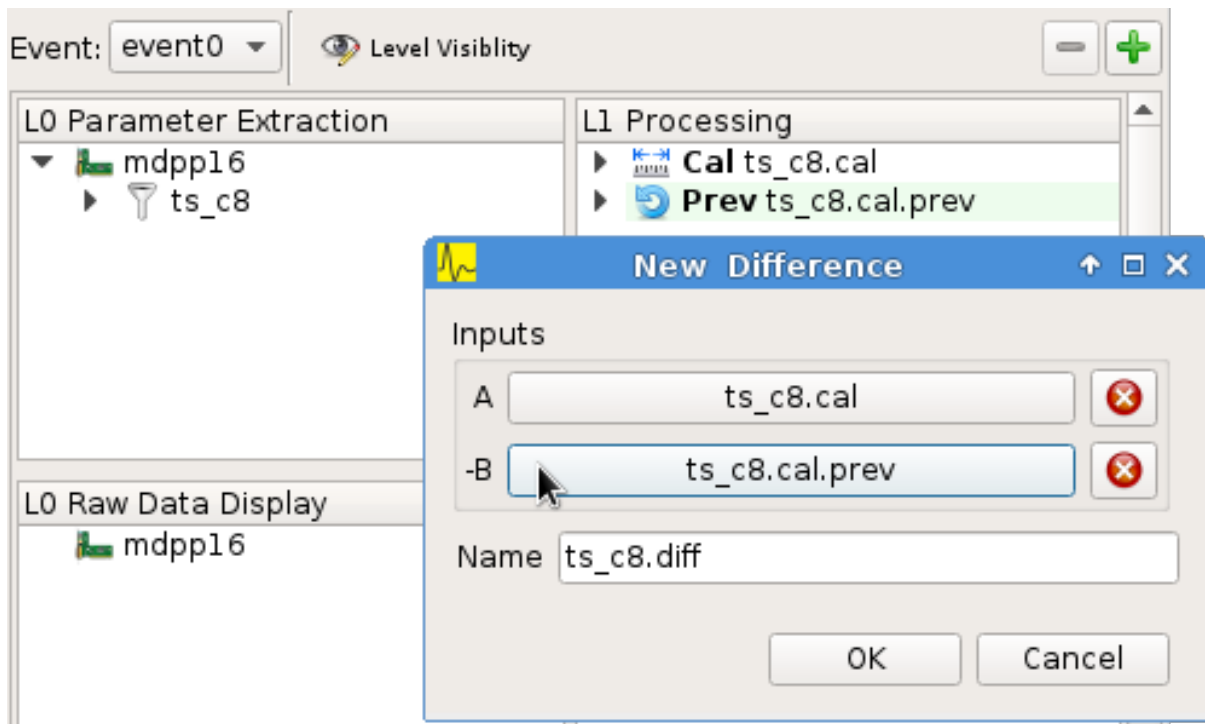 Event: event0 Level Visiblity
L0 Parameter Extraction
mdpp16
ts_c8
L1 Processing
Cal ts_c8.cal
Prev ts_c8.cal.prev
New Difference
Inputs
A ts_c8.cal
-B ts_c8.cal.prev
Name ts_c8.diff
OK Cancel
L0 Raw Data Display
mdpp16